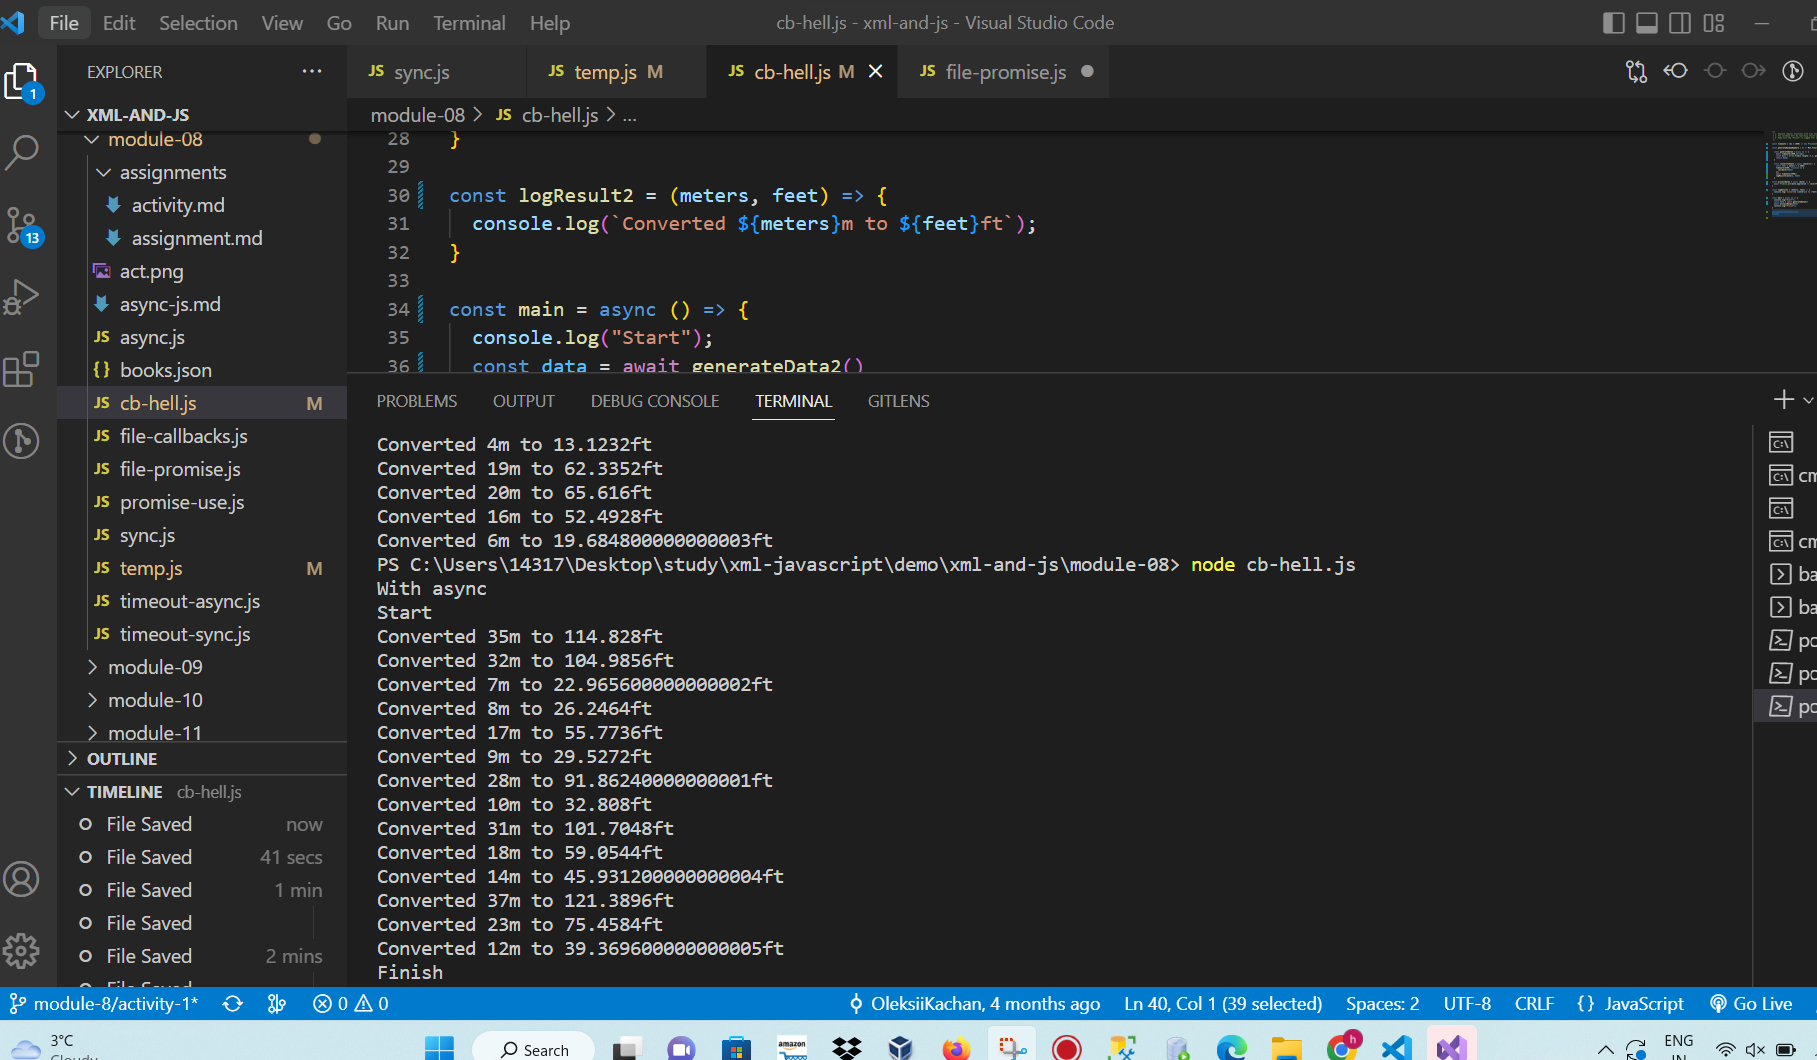 File Edit Selection View Go Run Terminal Help
cb-hell.js - xml-and-js - Visual Studio Code
EXPLORER
XML-AND-JS
module-08
assignments
activity.md
assignment.md
act.png
async-js.md
async.js
books.json
cb-hell.js M
file-callbacks.js
file-promise.js
promise-use.js
sync.js
temp.js M
timeout-async.js
timeout-sync.js
module-09
module-10
module-11
OUTLINE
TIMELINE cb-hell.js
File Saved now
File Saved 41 secs
File Saved 1 min
File Saved
File Saved 2 mins
1
13
JS sync.js JS temp.js M JS cb-hell.js M JS file-promise.js
module-08 > JS cb-hell.js > ...
28 }
29
30 const logResult2 = (meters, feet) => {
31 console.log(`Converted ${meters}m to ${feet}ft`);
32 }
33
34 const main = async () => {
35 console.log("Start");
36 const data = await generateData2()
PROBLEMS OUTPUT DEBUG CONSOLE TERMINAL GITLENS
Converted 4m to 13.1232ft
Converted 19m to 62.3352ft
Converted 20m to 65.616ft
Converted 16m to 52.4928ft
Converted 6m to 19.684800000000003ft
PS C:\Users\14317\Desktop\study\xml-javascript\demo\xml-and-js\module-08> node cb-hell.js
With async
Start
Converted 35m to 114.828ft
Converted 32m to 104.9856ft
Converted 7m to 22.965600000000002ft
Converted 8m to 26.2464ft
Converted 17m to 55.7736ft
Converted 9m to 29.5272ft
Converted 28m to 91.86240000000001ft
Converted 10m to 32.808ft
Converted 31m to 101.7048ft
Converted 18m to 59.0544ft
Converted 14m to 45.931200000000004ft
Converted 37m to 121.3896ft
Converted 23m to 75.4584ft
Converted 12m to 39.369600000000005ft
Finish
module-8/activity-1* 0 0 OleksiiKachan, 4 months ago Ln 40, Col 1 (39 selected) Spaces: 2 UTF-8 CRLF {} JavaScript Go Live
3°C
Cloudy
Search
amazon
h
ENG
IN